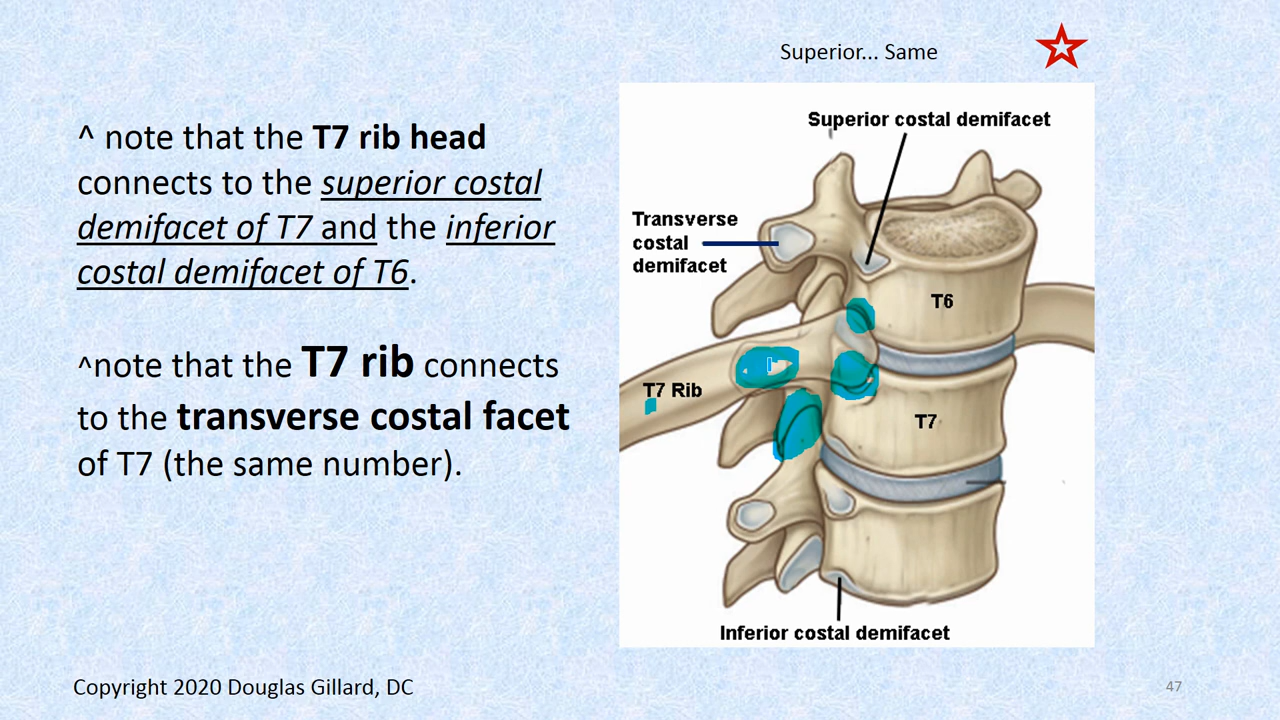 Superior... Same
^ note that the T7 rib head
connects to the superior costal
demifacet of T7 and the inferior
costal demifacet of T6.
^note that the T7 rib connects
to the transverse costal facet
of T7 (the same number).
Superior costal demifacet
Transverse
costal
demifacet
T6
T7 Rib
T7
Inferior costal demifacet
Copyright 2020 Douglas Gillard, DC
47